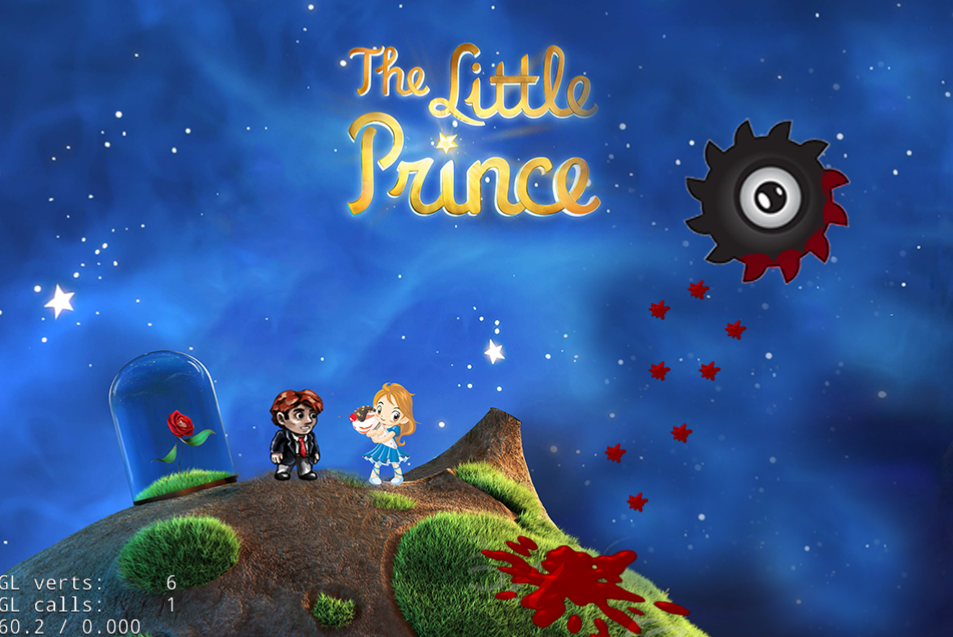 The Little
Prince
GL verts: 6
GL calls: 1
60.2 / 0.000